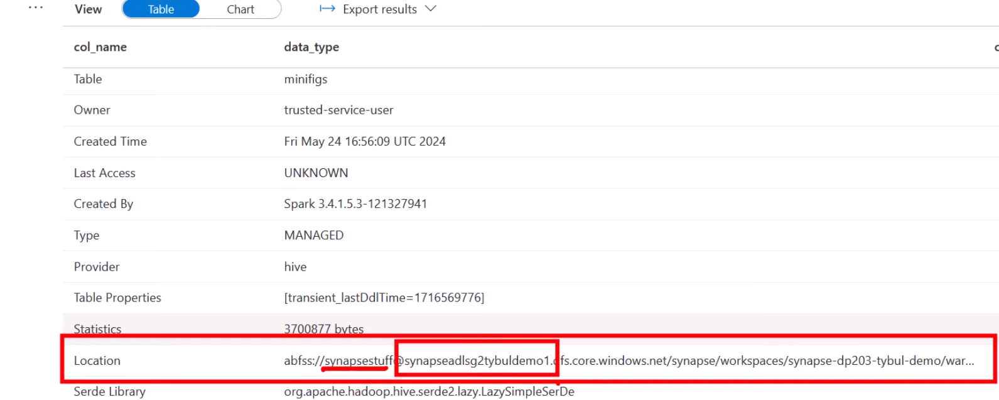 ... View Table Chart Export results
col_name data_type
Table minifigs
Owner trusted-service-user
Created Time Fri May 24 16:56:09 UTC 2024
Last Access UNKNOWN
Created By Spark 3.4.1.5.3-121327941
Type MANAGED
Provider hive
Table Properties [transient_lastDdlTime=1716569776]
Statistics 3700877 bytes
Location abfss://synapsestuff@synapseadlsg2tybuldemo1.dfs.core.windows.net/synapse/workspaces/synapse-dp203-tybul-demo/war...
Serde Library org.apache.hadoop.hive.serde2.lazy.LazySimpleSerDe